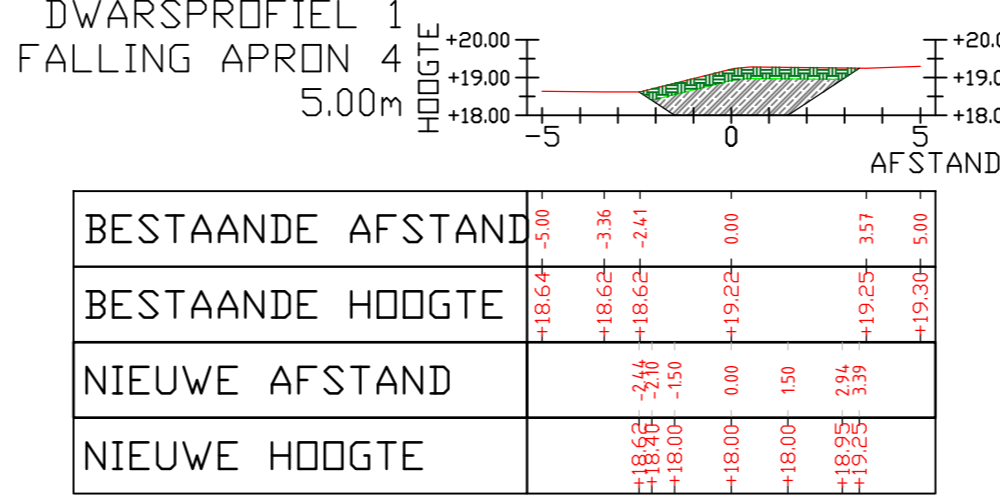 DWARSPROFIEL 1
FALLING APRON 4
5.00m
HOOGTE
+20.00
+19.00
+18.00
-5 0 5
+20.0
+19.0
+18.0
AFSTAND
BESTAANDE AFSTAND -5.00 -3.36 -2.41 0.00 3.57 5.00
BESTAANDE HOOGTE +18.64 +18.62 +18.62 +19.22 +19.25 +19.30
NIEUWE AFSTAND -2.44 -2.10 -1.50 0.00 1.50 2.94 3.39
NIEUWE HOOGTE +18.62 +18.40 +18.00 +18.00 +18.00 +18.95 +19.25